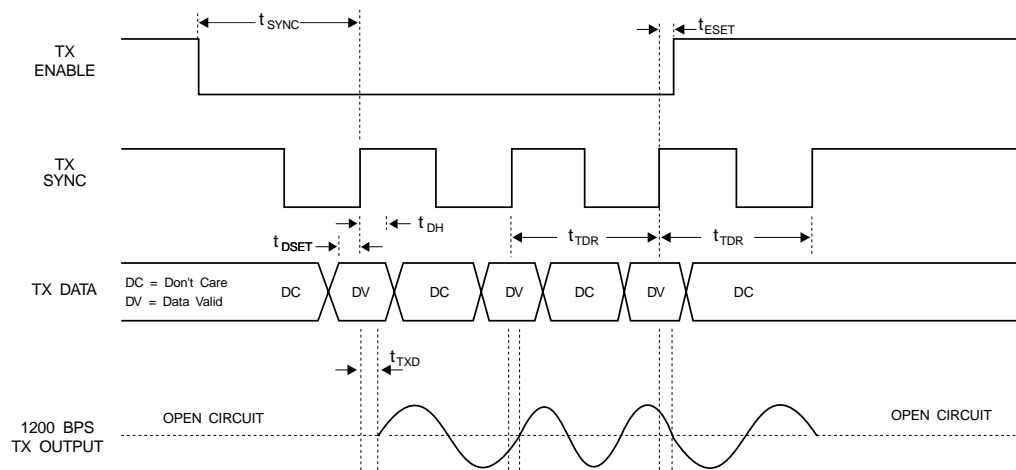 tSYNC
tESET
TX
ENABLE
TX
SYNC
tDH
tDSET
tTDR
tTDR
TX DATA
DC = Don't Care
DV = Data Valid
DC
DV
DC
DV
DC
DV
DC
tTXD
1200 BPS
TX OUTPUT
OPEN CIRCUIT
OPEN CIRCUIT